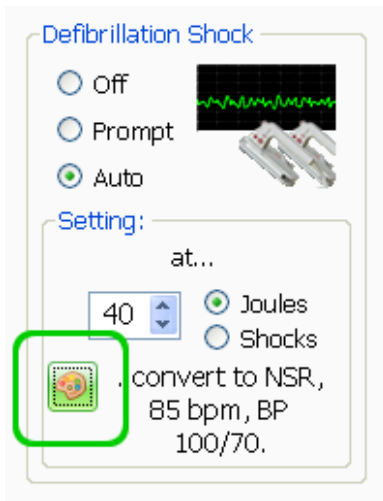 Defibrillation Shock
Off
Prompt
Auto
Setting:
at...
40
Joules
Shocks
. convert to NSR,
85 bpm, BP
100/70.